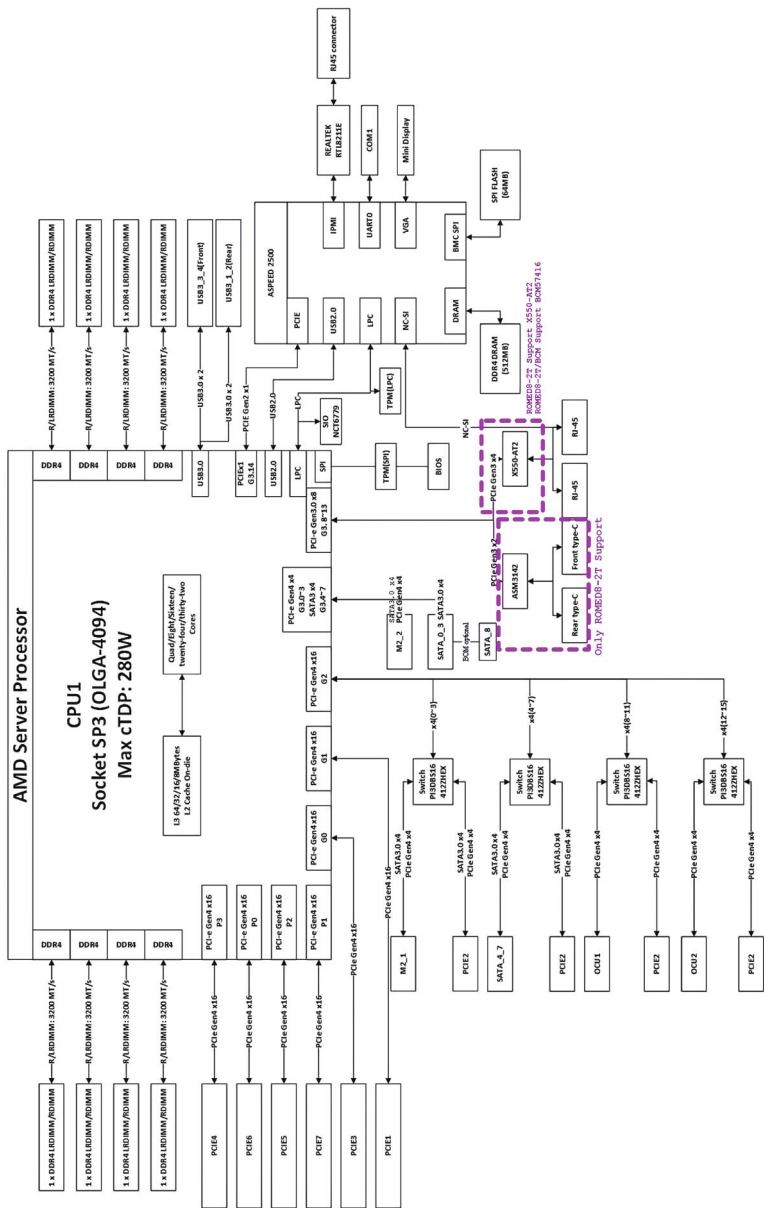 AMD Server Processor
CPU1
Socket SP3 (OLGA-4094)
Max cTDP: 280W
L3 64/32/16/8MBytes
L2 Cache On-die
Quad/Eight/Sixteen/
twenty-four/thirty-two
Cores
DDR4
DDR4
DDR4
DDR4
R/LRDIMM: 3200 MT/s
R/LRDIMM: 3200 MT/s
R/LRDIMM: 3200 MT/s
R/LRDIMM: 3200 MT/s
1 x DDR4 LRDIMM/RDIMM
1 x DDR4 LRDIMM/RDIMM
1 x DDR4 LRDIMM/RDIMM
1 x DDR4 LRDIMM/RDIMM
DDR4
DDR4
DDR4
DDR4
R/LRDIMM: 3200 MT/s
R/LRDIMM: 3200 MT/s
R/LRDIMM: 3200 MT/s
R/LRDIMM: 3200 MT/s
1 x DDR4 LRDIMM/RDIMM
1 x DDR4 LRDIMM/RDIMM
1 x DDR4 LRDIMM/RDIMM
1 x DDR4 LRDIMM/RDIMM
PCI-e Gen4 x16
P3
PCIe Gen4 x16
PCIE4
PCI-e Gen4 x16
P0
PCIe Gen4 x16
PCIE6
PCI-e Gen4 x16
P2
PCIe Gen4 x16
PCIE5
PCI-e Gen4 x16
P1
PCIe Gen4 x16
PCIE7
PCI-e Gen4 x16
G0
PCIe Gen4 x16
PCIE3
PCI-e Gen4 x16
G1
PCIe Gen4 x16
PCIE1
PCI-e Gen4 x16
G2
x4(0~3)
x4(4~7)
x4(8~11)
x4(12~15)
Switch
PI3DBS16
412ZHEX
Switch
PI3DBS16
412ZHEX
Switch
PI3DBS16
412ZHEX
Switch
PI3DBS16
412ZHEX
SATA3.0 x4
PCIe Gen4 x4
M2_1
SATA3.0 x4
PCIe Gen4 x4
PCIE2
SATA3.0 x4
PCIe Gen4 x4
SATA_4_7
SATA3.0 x4
PCIe Gen4 x4
PCIE2
PCIe Gen4 x4
OCU1
PCIe Gen4 x4
PCIE2
PCIe Gen4 x4
OCU2
PCIe Gen4 x4
PCIE2
PCI-e Gen4 x4
G3.0~3
SATA3 x4
G3.4~7
SATA3.0 x4
PCIe Gen4 x4
M2_2
SATA3.0 x4
SATA_0_3
BOM optional
SATA_8
PCI-e Gen3.0 x8
G3. 8~13
PCIe Gen3 x2
ASM3142
Rear type-C
Front type-C
Only ROMED8-2T Support
PCIe Gen3 x4
X550-AT2
RJ-45
RJ-45
ROMED8-2T Support X550-AT2
ROMED8-2T/BCM Support BCM57416
USB3.0
USB3.0 x 2
USB3_3_4(Front)
USB3.0 x 2
USB3_1_2(Rear)
PCIEx1
G3.14
PCIE Gen2 x1
USB2.0
USB2.0
LPC
LPC
SIO
NCT6779
TPM(LPC)
SPI
TPM(SPI)
BIOS
NC-SI
ASPEED 2500
PCIE
USB2.0
LPC
NC-SI
IPMI
UART0
VGA
DRAM
BMC SPI
REALTEK
RTL8211E
RJ45 connector
COM1
Mini Display
DDR4 DRAM
(512MB)
SPI FLASH
(64MB)